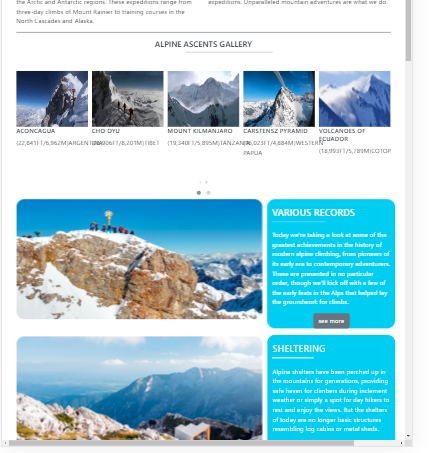 the Arctic and Antarctic regions. These expeditions range from
three-day climbs of Mount Rainier to training courses in the
North Cascades and Alaska.
expeditions. Unparalleled mountain adventures are what we do.
ALPINE ASCENTS GALLERY
ACONCAGUA
(22,841FT/6,962M)ARGENTINA
CHO OYU
906FT/8,201M)TIBET
MOUNT KILMANJARO
(19,340FT/5,895M)TANZANIA
CARSTENSZ PYRAMID
(16,023FT/4,884M)WESTERN
PAPUA
VOLCANOES OF
ECUADOR
(18,993FT/5,789M)COTOP
VARIOUS RECORDS
Today we're taking a look at some of the
greatest achievements in the history of
modern alpine climbing, from pioneers of
its early era to contemporary adventurers.
These are presented in no particular
order, though we'll kick off with a few of
the early feats in the Alps that helped lay
the groundwork for climbs.
see more
SHELTERING
Alpine shelters have been perched up in
the mountains for generations, providing
safe haven for climbers during inclement
weather or simply a spot for day hikers to
rest and enjoy the views. But the shelters
of today are no longer basic structures
resembling log cabins or metal sheds.